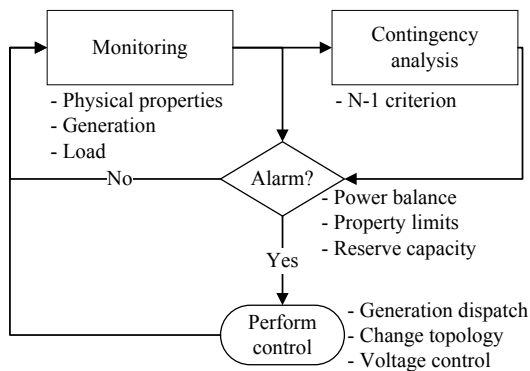 Monitoring
Contingency
analysis
- Physical properties
- Generation
- Load
- N-1 criterion
No
Alarm?
- Power balance
- Property limits
- Reserve capacity
Yes
Perform
control
- Generation dispatch
- Change topology
- Voltage control